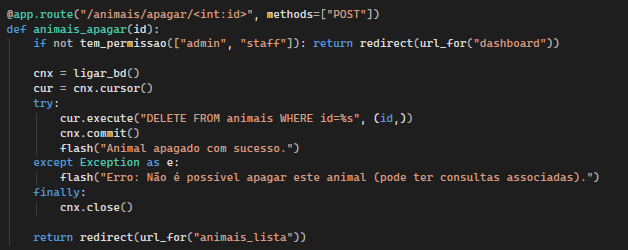 @app.route("/animais/apagar/<int:id>", methods=["POST"])
def animais_apagar(id):
    if not tem_permissao(["admin", "staff"]): return redirect(url_for("dashboard"))

    cnx = ligar_bd()
    cur = cnx.cursor()
    try:
        cur.execute("DELETE FROM animais WHERE id=%s", (id,))
        cnx.commit()
        flash("Animal apagado com sucesso.")
    except Exception as e:
        flash("Erro: Não é possível apagar este animal (pode ter consultas associadas).")
    finally:
        cnx.close()

    return redirect(url_for("animais_lista"))